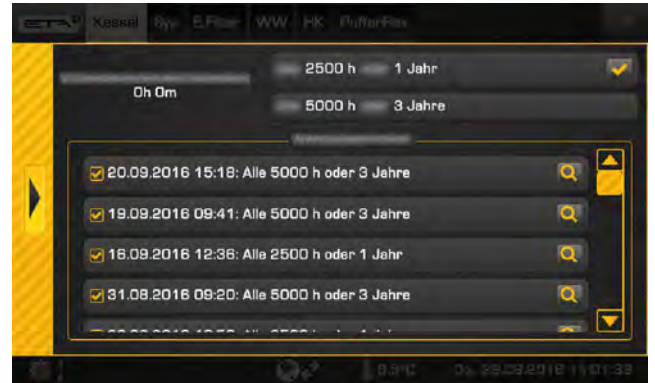 Kessel Sys E.Filter WW HK
2500 h 1 Jahr
0h 0m
5000 h 3 Jahre
20.09.2016 15:18: Alle 5000 h oder 3 Jahre
19.09.2016 09:41: Alle 5000 h oder 3 Jahre
16.09.2016 12:36: Alle 2500 h oder 1 Jahr
31.08.2016 09:20: Alle 5000 h oder 3 Jahre